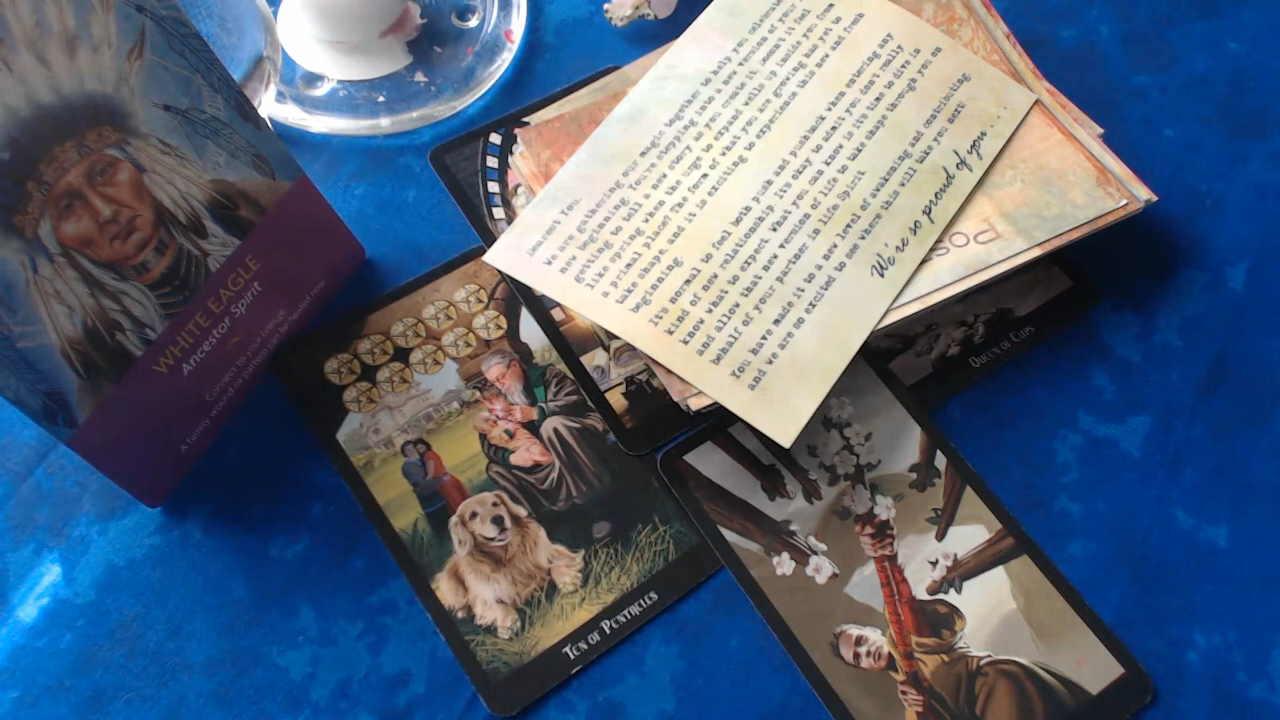 WHITE EAGLE
Ancestor Spirit
Connect to your lineage.
A family wound or pattern can be healed now.
Dearest You,
We are gathering our magic together to help you celebrate
new beginnings. You're stepping into a new version of your
like spring when the urge to expand wells up inside you from
getting to tell a new story as you create it. Doesn't it feel
a primal place? The form of what you are growing has yet to
take shape, and it is exciting to experience this new and fresh
beginning.
It's normal to feel both push and pushback when entering any
kind of new relationship. It's okay to admit you don't really
know what to expect. What you can know is it's time to dive in
and allow that new version of life to take shape through you on
behalf of your partner in life Spirit.
You have made it to a new level of awakening and contributing,
and we are so excited to see where this will take you next!
We're so proud of you . . .
Pos
Queen of Cups
Ten of Pentacles